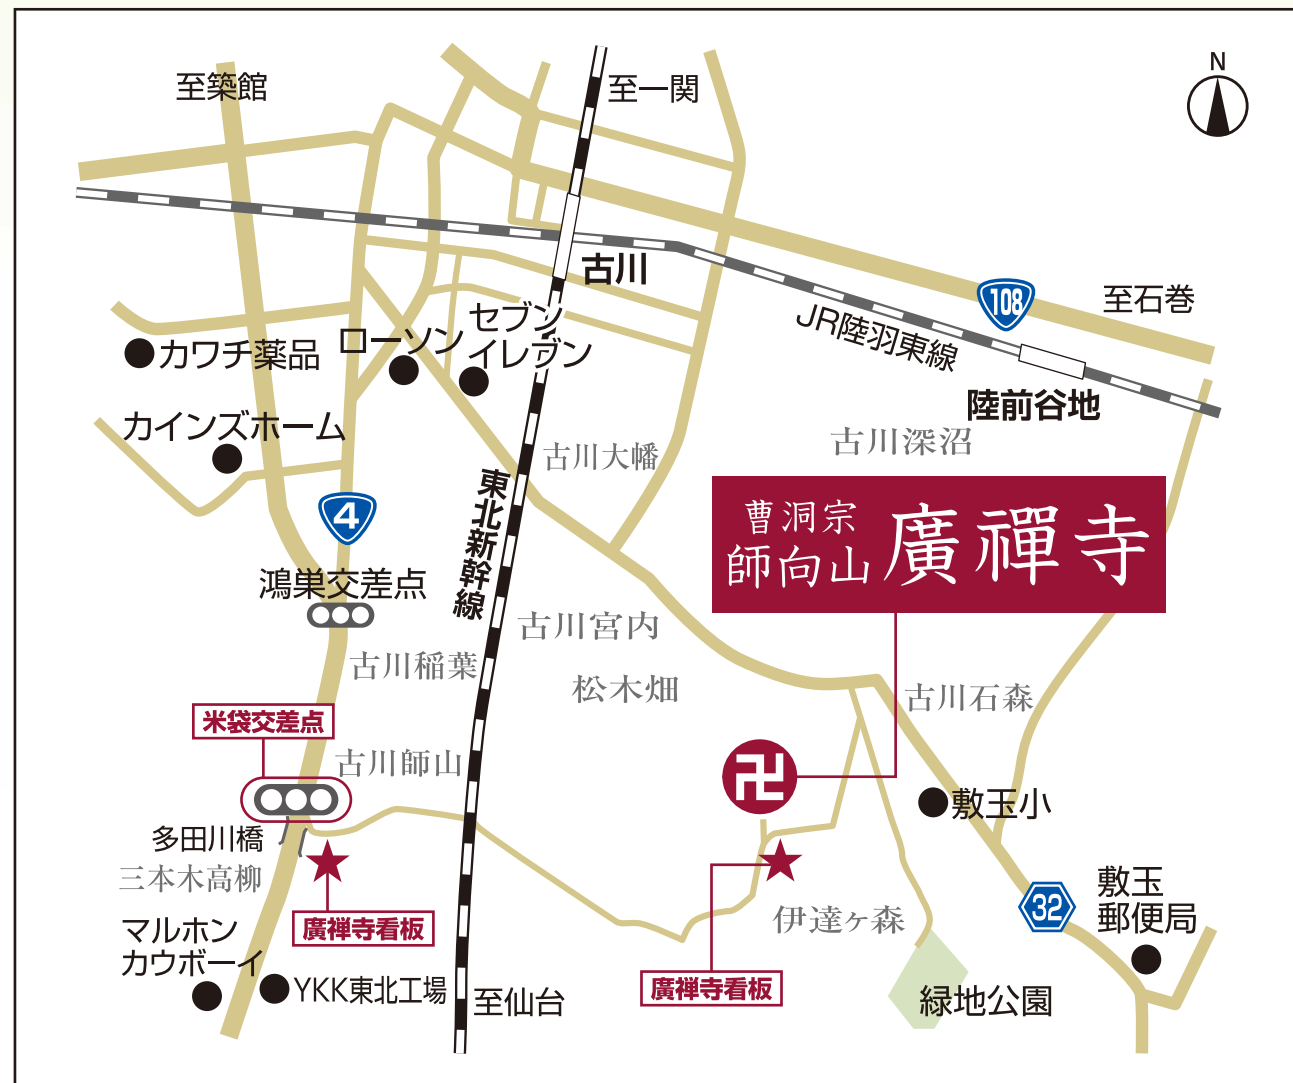 N
至築館
至一関
古川
108
至石巻
JR陸羽東線
陸前谷地
カワチ薬品
ローソン
セブン
イレブン
カインズホーム
古川大幡
古川深沼
4
東北新幹線
曹洞宗
師向山
廣禪寺
鴻巣交差点
古川宮内
古川稲葉
松木畑
古川石森
米袋交差点
古川師山
敷玉小
多田川橋
三本木高柳
廣禅寺看板
伊達ヶ森
32
敷玉
郵便局
マルホン
カウボーイ
YKK東北工場
至仙台
廣禅寺看板
緑地公園